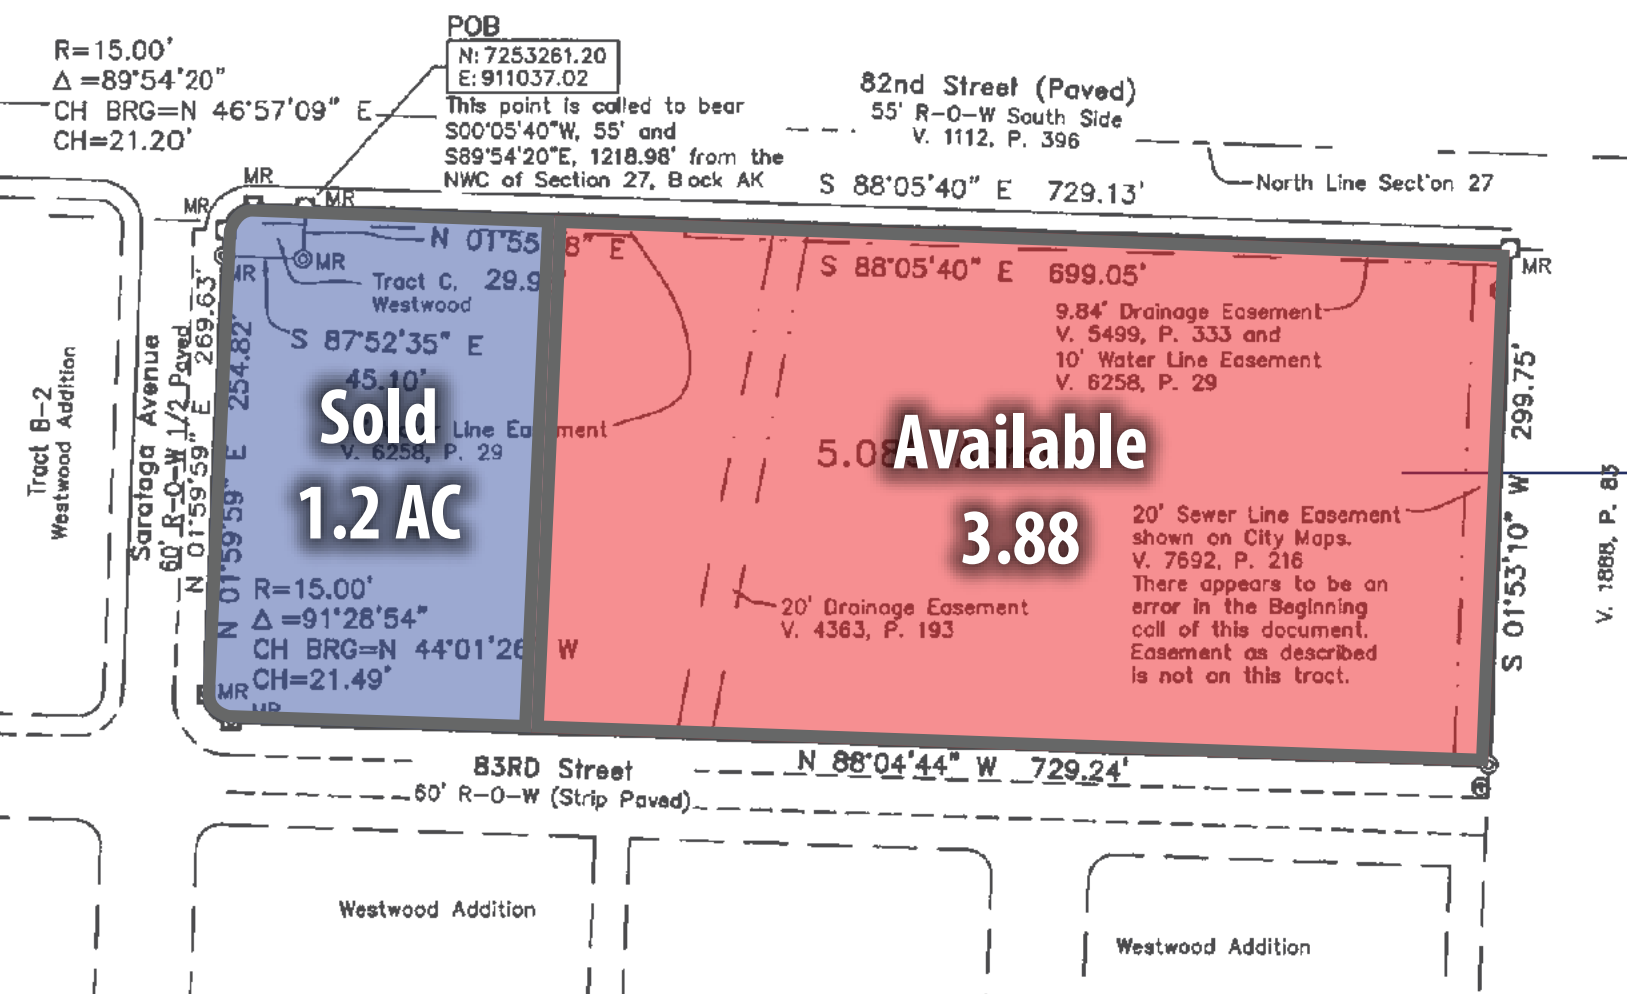 R=15.00'
Δ =89°54'20"
CH BRG=N 46°57'09" E
CH=21.20'
POB
N: 7253261.20
E: 911037.02
This point is called to bear
S00°05'40"W, 55' and
S89°54'20"E, 1218.98' from the
NWC of Section 27, B ock AK
82nd Street (Paved)
55' R-O-W South Side
V. 1112, P. 396
North Line Sect'on 27
S 88°05'40" E 729.13'
MR
MR
MR
MR
MR
MR
N 01°55
8" E
Tract C, 29.9
Westwood
S 87°52'35" E
45.10'
Sold
1.2 AC
Line Ea
ment
V. 6258, P. 29
R=15.00'
Δ =91°28'54"
CH BRG=N 44°01'26
W
CH=21.49'
MR
MR
S 88°05'40" E 699.05'
9.84' Drainage Easement
V. 5499, P. 333 and
10' Water Line Easement
V. 6258, P. 29
5.08
Available
3.88
20' Sewer Line Easement
shown on City Maps.
V. 7692, P. 216
There appears to be an
error in the Beginning
call of this document.
Easement as described
is not on this tract.
20' Drainage Easement
V. 4363, P. 193
Tract B-2
Westwood Addition
Saratoga Avenue
60' R-O-W 1/2 Paved
N 01°59'59" E 269.63'
N 01°59'59" E 254.82'
S 01°53'10" W 299.75'
V. 1888, P. 83
83RD Street
60' R-O-W (Strip Paved)
N 88°04'44" W 729.24'
Westwood Addition
Westwood Addition